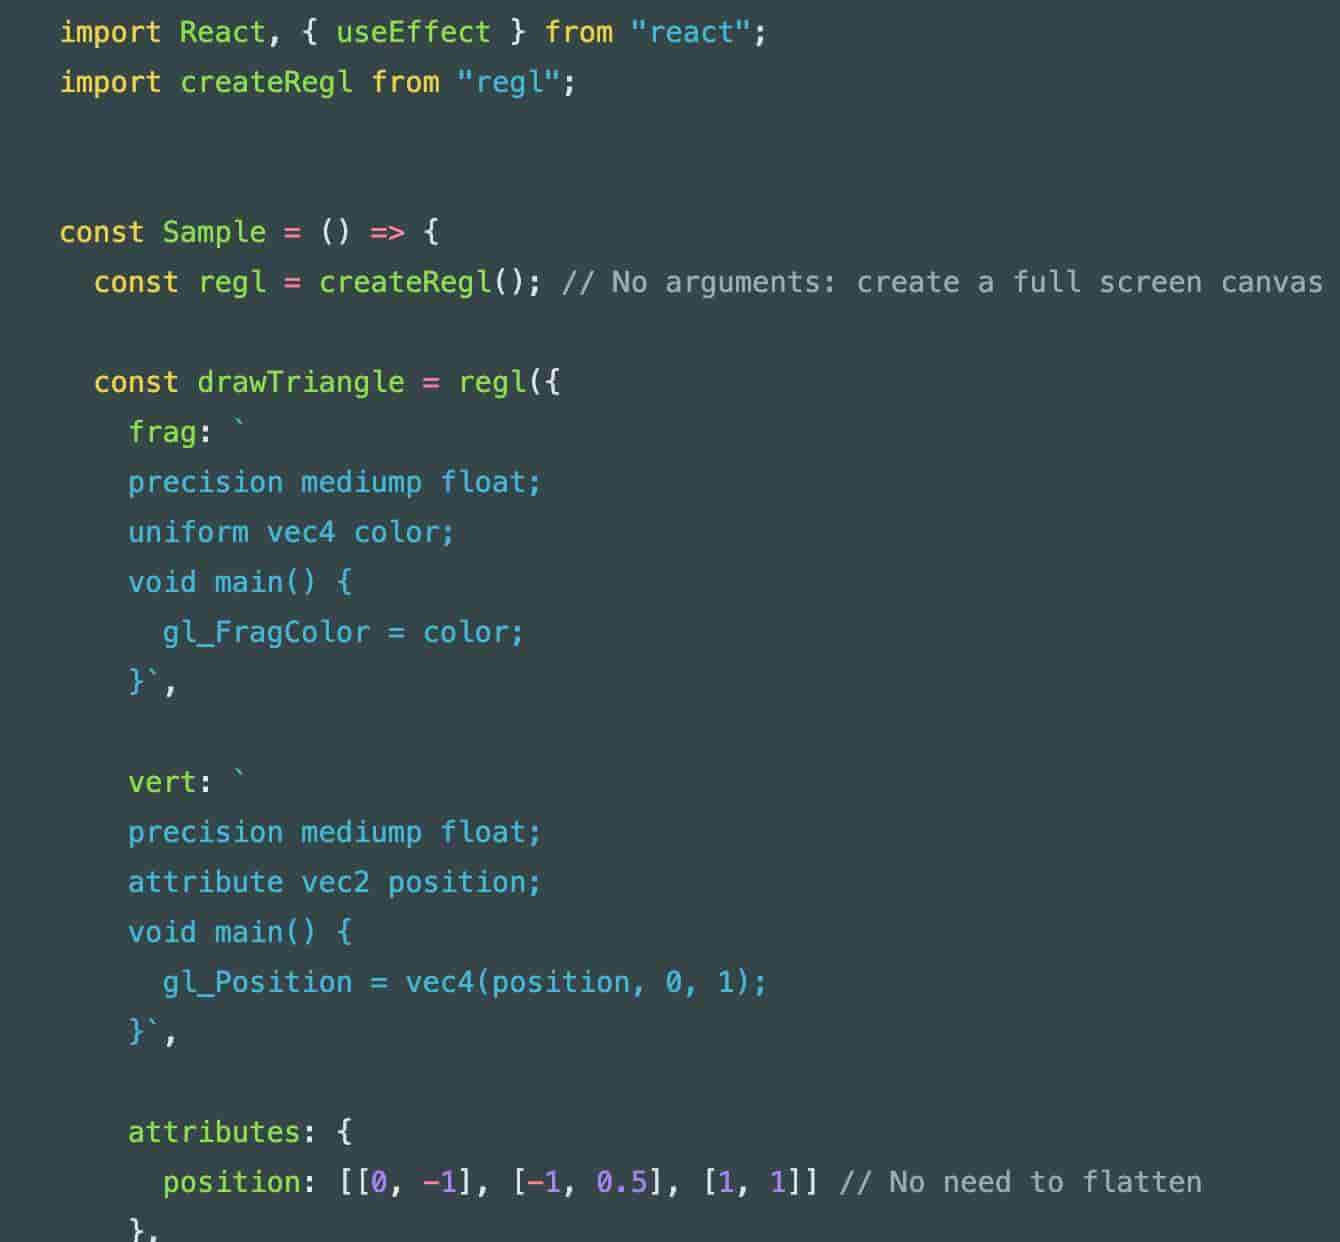 import React, { useEffect } from "react";
import createRegl from "regl";
const Sample = () => {
const regl = createRegl(); // No arguments: create a full screen canvas
const drawTriangle = regl({
frag: `
precision mediump float;
uniform vec4 color;
void main() {
gl_FragColor = color;
}`,
vert: `
precision mediump float;
attribute vec2 position;
void main() {
gl_Position = vec4(position, 0, 1);
}`,
attributes: {
position: [[0, -1], [-1, 0.5], [1, 1]] // No need to flatten
},